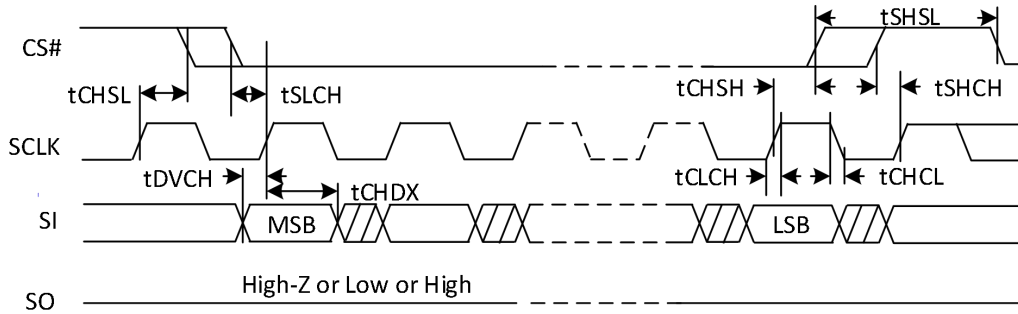 tSHSL
CS#
tCHSL
tSLCH
tCHSH
tSHCH
SCLK
tDVCH
tCHDX
tCLCH
tCHCL
SI
MSB
LSB
High-Z or Low or High
SO